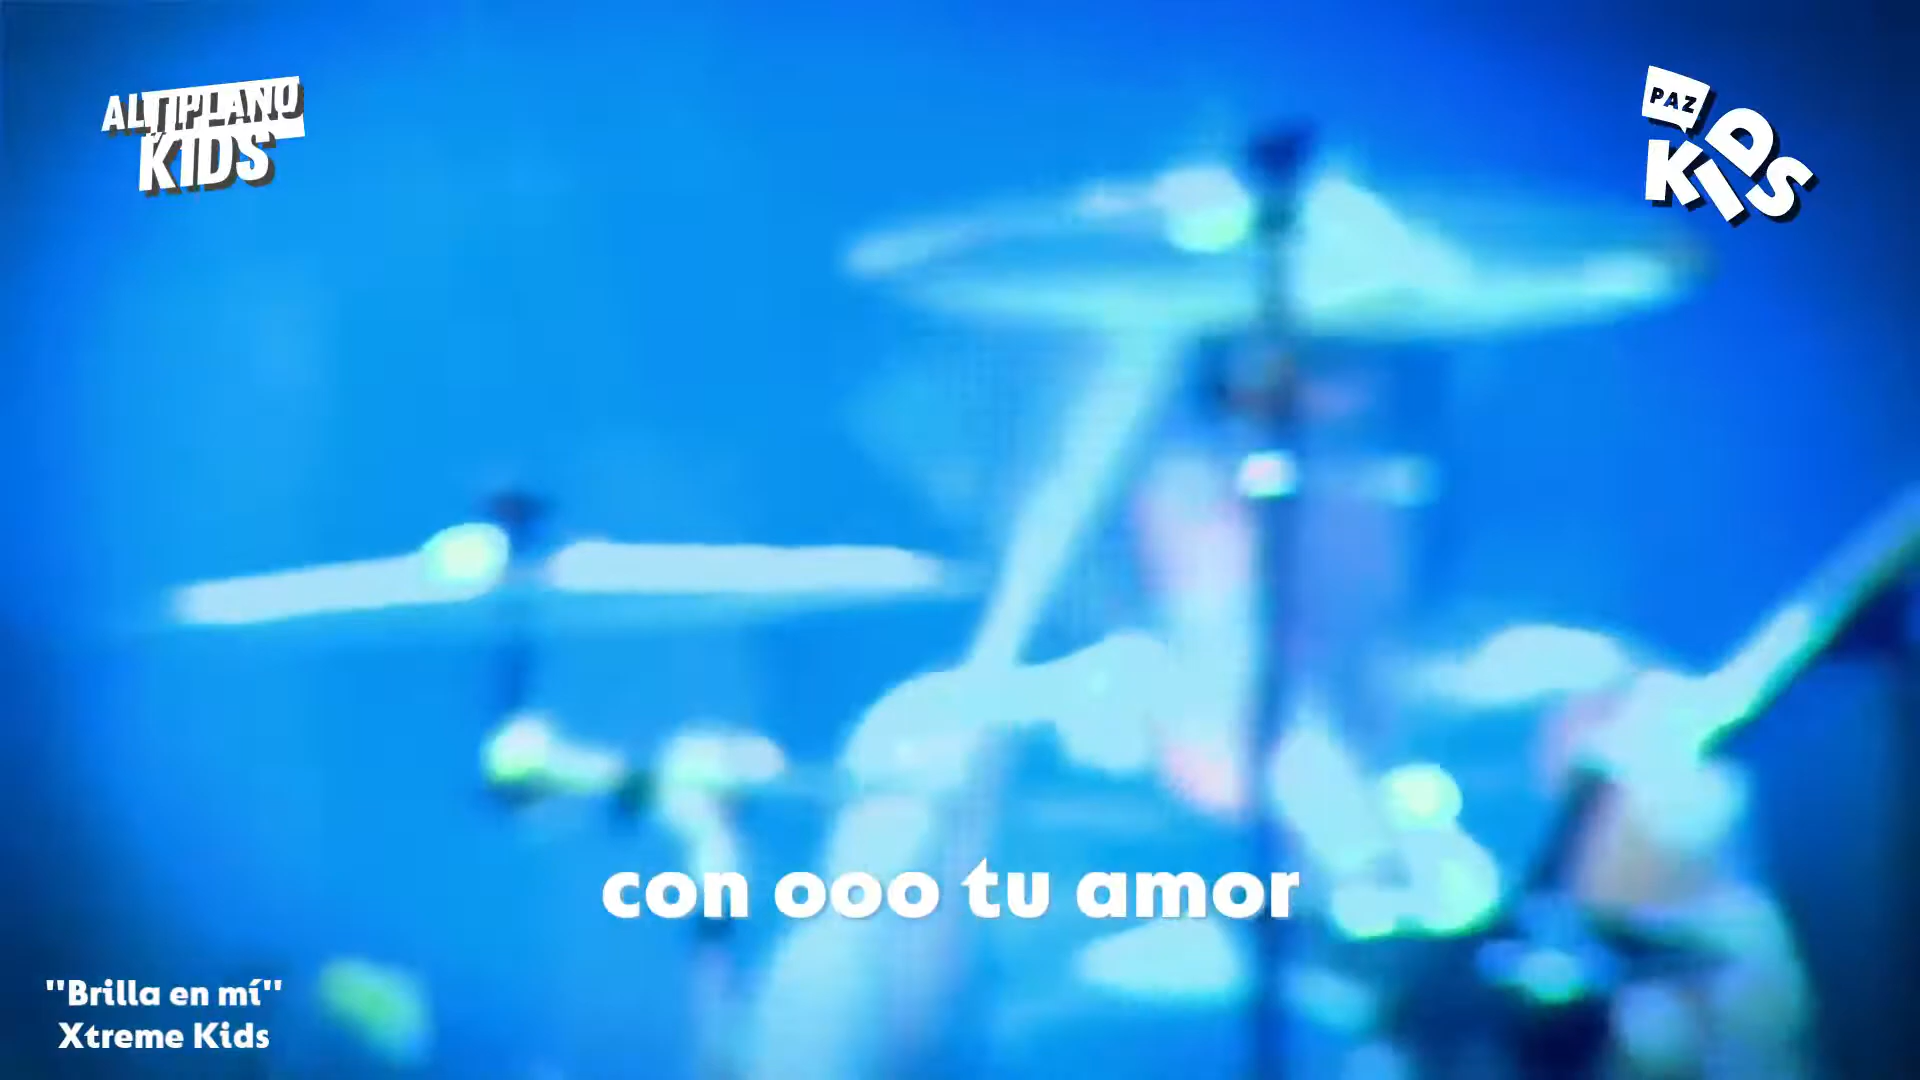 ALTIPLANO
KIDS
PAZ
KIDS
con ooo tu amor
"Brilla en mí"
Xtreme Kids